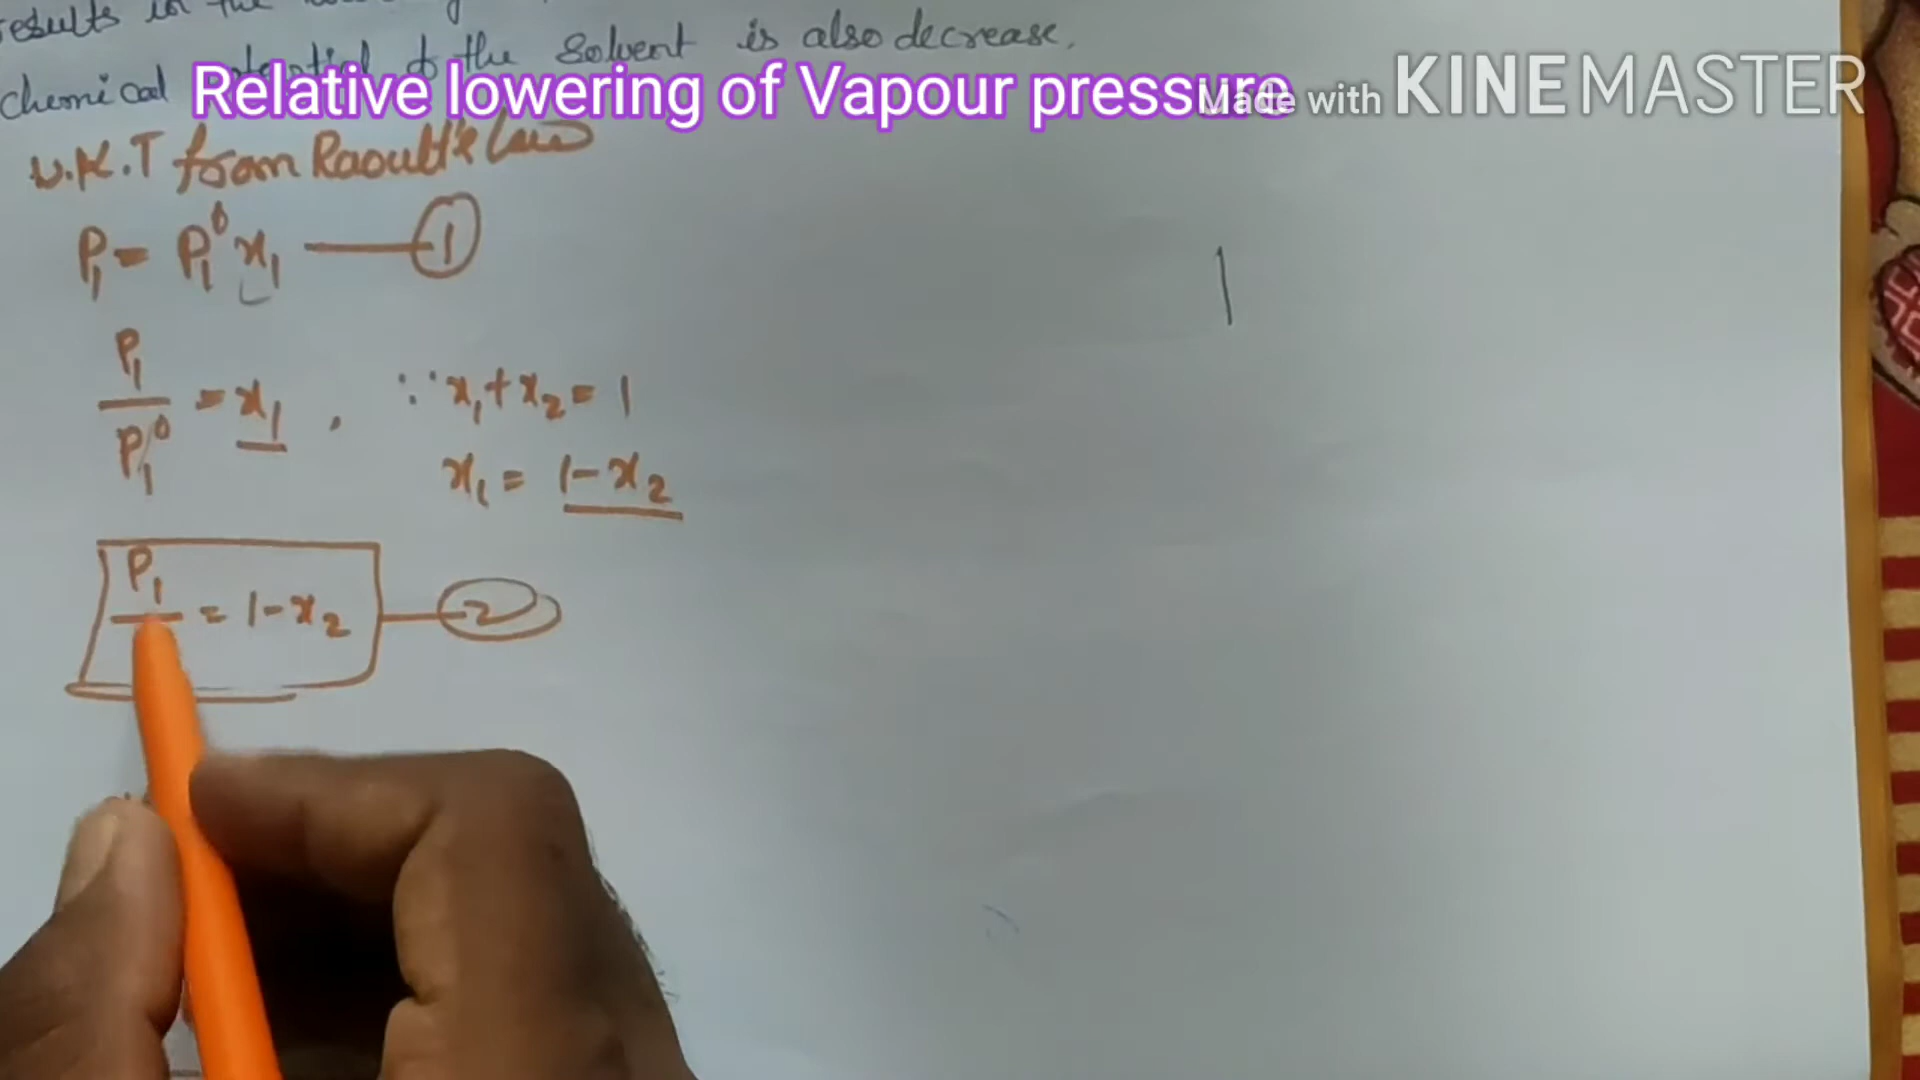 results in the
chemical potential of the solvent is also decrease.
Relative lowering of Vapour pressure
Made with KINEMASTER
W.K.T from Raoult's law
P₁ = P₁⁰ x₁ —— ①
P₁/P₁⁰ = x₁ , ∵ x₁ + x₂ = 1
x₁ = 1 - x₂
P₁/ = 1 - x₂ —— ②